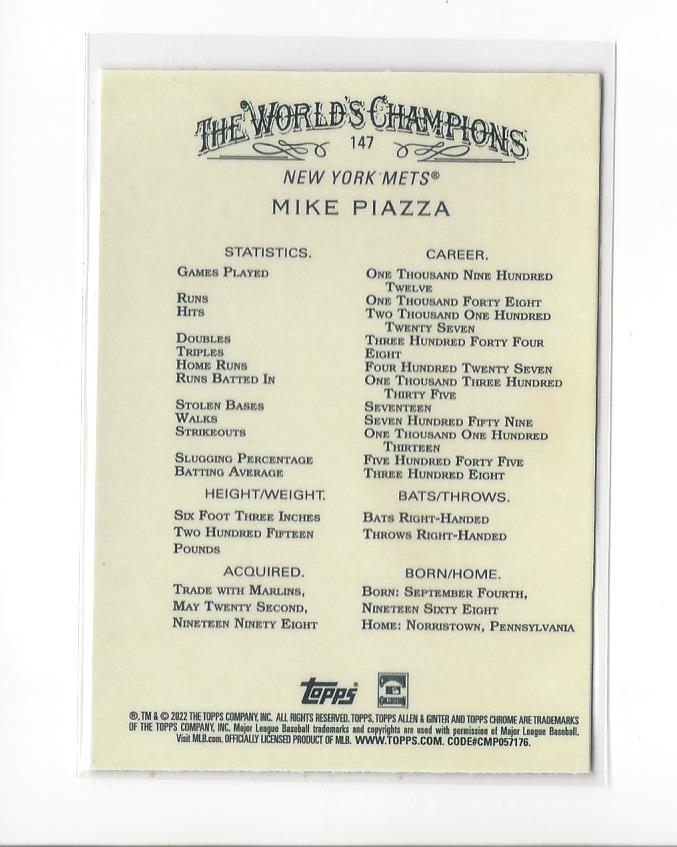 THE WORLD'S CHAMPIONS
147
NEW YORK METS®
MIKE PIAZZA
STATISTICS. CAREER.
GAMES PLAYED ONE THOUSAND NINE HUNDRED
TWELVE
RUNS ONE THOUSAND FORTY EIGHT
HITS TWO THOUSAND ONE HUNDRED
TWENTY SEVEN
DOUBLES THREE HUNDRED FORTY FOUR
TRIPLES EIGHT
HOME RUNS FOUR HUNDRED TWENTY SEVEN
RUNS BATTED IN ONE THOUSAND THREE HUNDRED
THIRTY FIVE
STOLEN BASES SEVENTEEN
WALKS SEVEN HUNDRED FIFTY NINE
STRIKEOUTS ONE THOUSAND ONE HUNDRED
THIRTEEN
SLUGGING PERCENTAGE FIVE HUNDRED FORTY FIVE
BATTING AVERAGE THREE HUNDRED EIGHT
HEIGHT/WEIGHT. BATS/THROWS.
SIX FOOT THREE INCHES BATS RIGHT-HANDED
TWO HUNDRED FIFTEEN THROWS RIGHT-HANDED
POUNDS
ACQUIRED. BORN/HOME.
TRADE WITH MARLINS, BORN: SEPTEMBER FOURTH,
MAY TWENTY SECOND, NINETEEN SIXTY EIGHT
NINETEEN NINETY EIGHT HOME: NORRISTOWN, PENNSYLVANIA
Topps
COOPERSTOWN COLLECTION
®, TM & © 2022 THE TOPPS COMPANY, INC. ALL RIGHTS RESERVED. TOPPS, TOPPS ALLEN & GINTER AND TOPPS CHROME ARE TRADEMARKS
OF THE TOPPS COMPANY, INC. Major League Baseball trademarks and copyrights are used with permission of Major League Baseball.
Visit MLB.com. OFFICIALLY LICENSED PRODUCT OF MLB. WWW.TOPPS.COM. CODE#CMP057176.